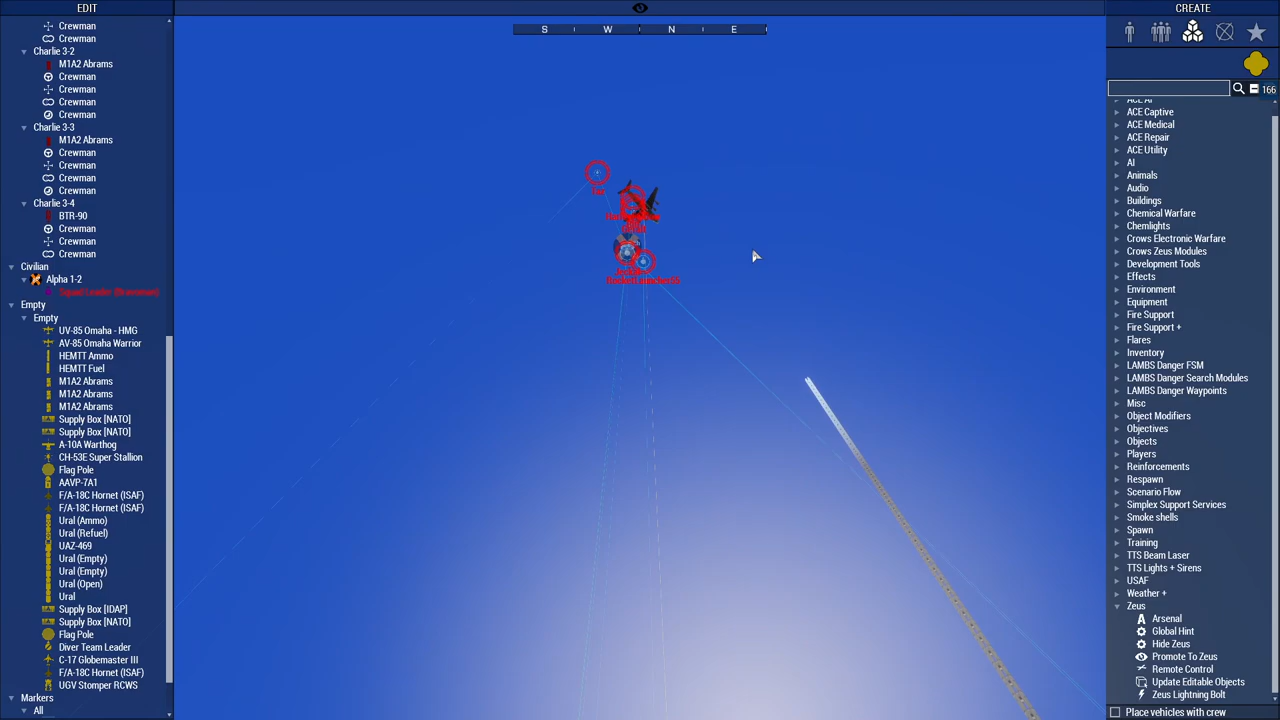 EDIT
Crewman
Crewman
Charlie 3-2
M1A2 Abrams
Crewman
Crewman
Crewman
Crewman
Charlie 3-3
M1A2 Abrams
Crewman
Crewman
Crewman
Crewman
Charlie 3-4
BTR-90
Crewman
Crewman
Crewman
Civilian
Alpha 1-2
Empty
Empty
UV-85 Omaha - HMG
AV-85 Omaha Warrior
HEMTT Ammo
HEMTT Fuel
M1A2 Abrams
M1A2 Abrams
M1A2 Abrams
Supply Box [NATO]
Supply Box [NATO]
A-10A Warthog
CH-53E Super Stallion
Flag Pole
AAVP-7A1
F/A-18C Hornet (ISAF)
F/A-18C Hornet (ISAF)
Ural (Ammo)
Ural (Refuel)
UAZ-469
Ural (Empty)
Ural (Empty)
Ural (Open)
Ural
Supply Box [IDAP]
Supply Box [NATO]
Flag Pole
Diver Team Leader
C-17 Globemaster III
F/A-18C Hornet (ISAF)
UGV Stomper RCWS
Markers
All
S W N E
CREATE
166
ACE AI
ACE Captive
ACE Medical
ACE Repair
ACE Utility
AI
Animals
Audio
Buildings
Chemical Warfare
Chemlights
Crows Electronic Warfare
Crows Zeus Modules
Development Tools
Effects
Environment
Equipment
Fire Support
Fire Support +
Flares
Inventory
LAMBS Danger FSM
LAMBS Danger Search Modules
LAMBS Danger Waypoints
Misc
Object Modifiers
Objectives
Objects
Players
Reinforcements
Respawn
Scenario Flow
Simplex Support Services
Smoke shells
Spawn
Training
TTS Beam Laser
TTS Lights + Sirens
USAF
Weather +
Zeus
Arsenal
Global Hint
Hide Zeus
Promote To Zeus
Remote Control
Update Editable Objects
Zeus Lightning Bolt
Place vehicles with crew